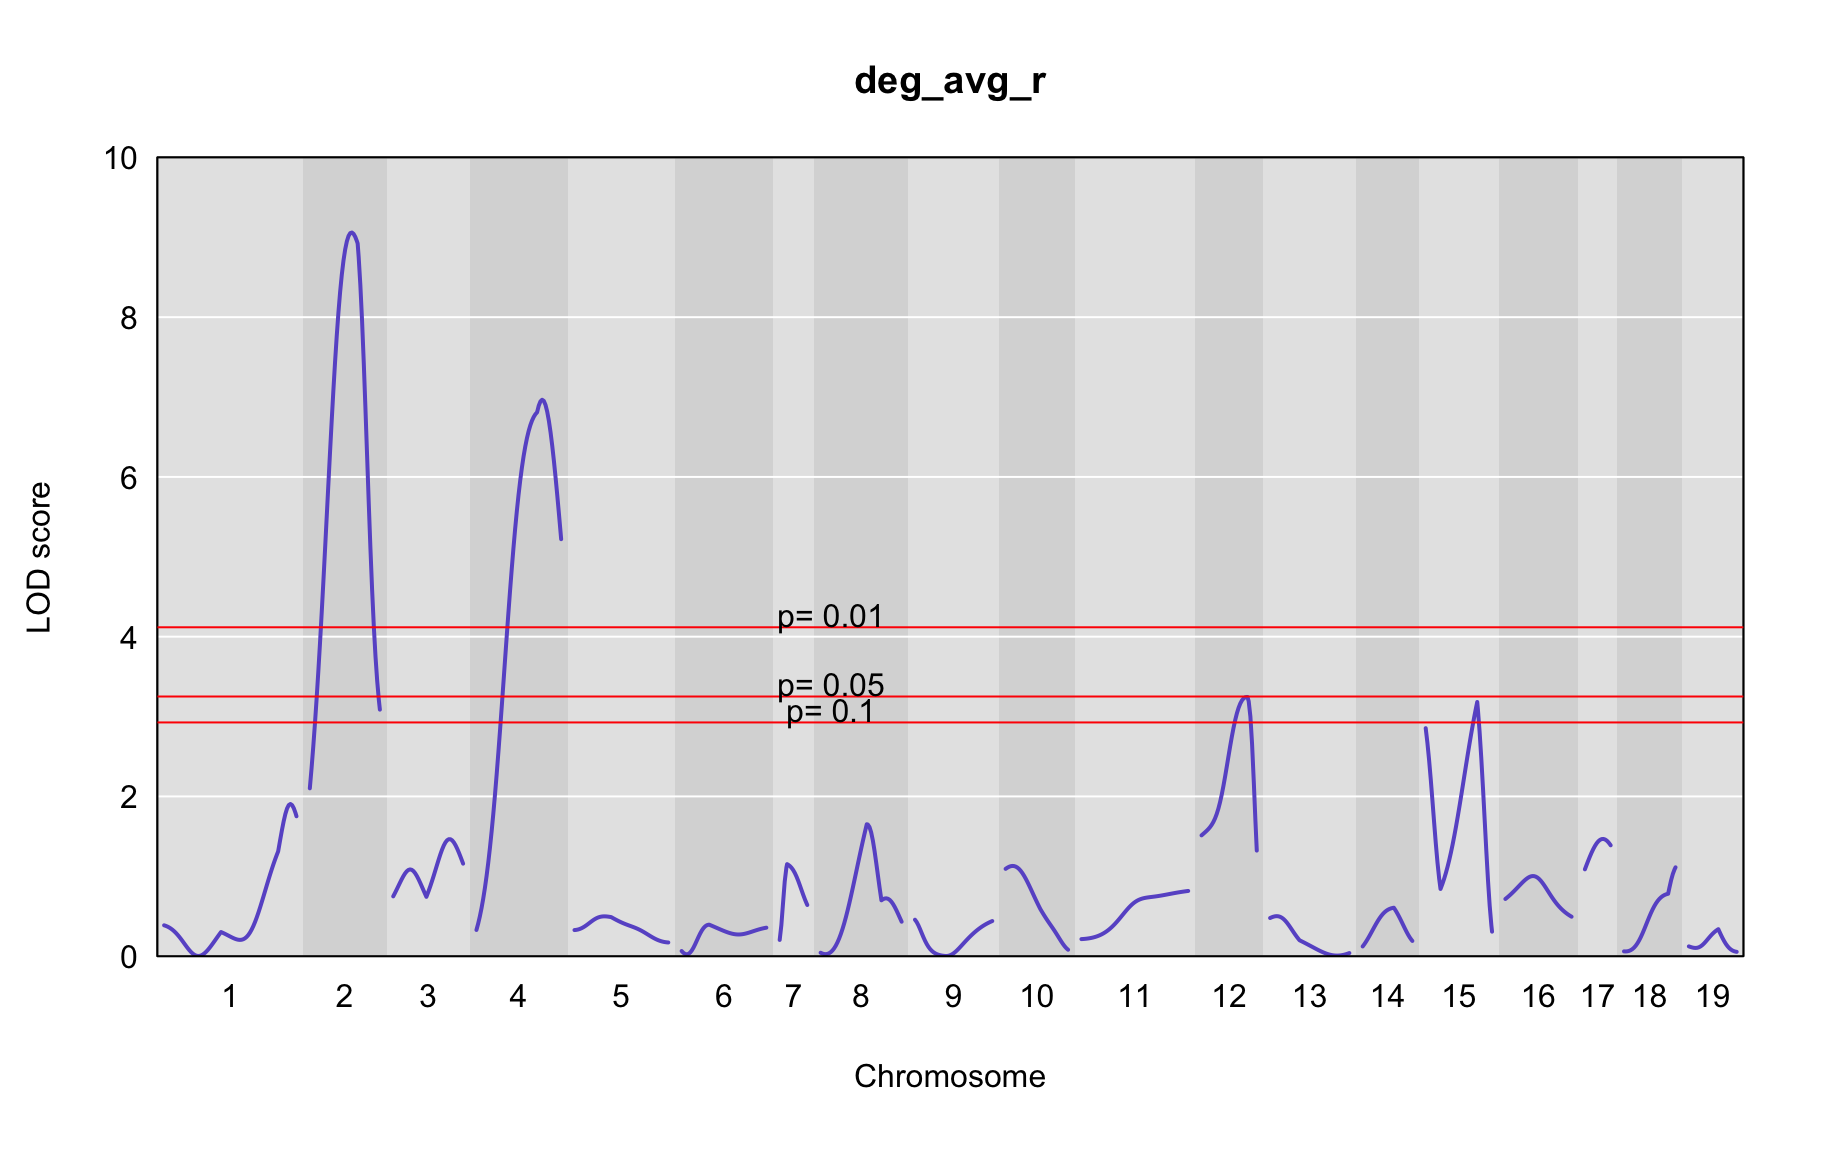 deg_avg_r
10
8
6
4
2
0
LOD score
p= 0.01
p= 0.05
p= 0.1
1 2 3 4 5 6 7 8 9 10 11 12 13 14 15 16 17 18 19
Chromosome